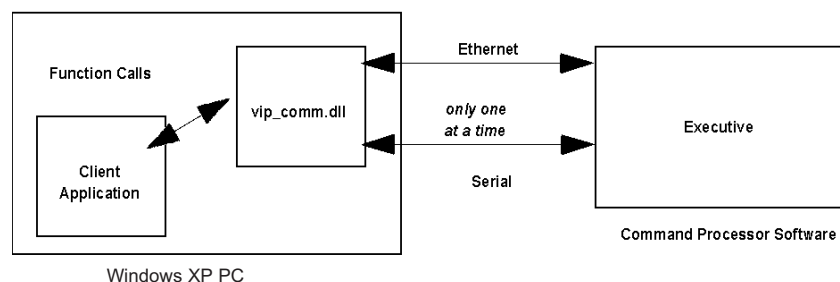 Function Calls
Client
Application
vip_comm.dll
Ethernet
only one
at a time
Serial
Executive
Command Processor Software
Windows XP PC